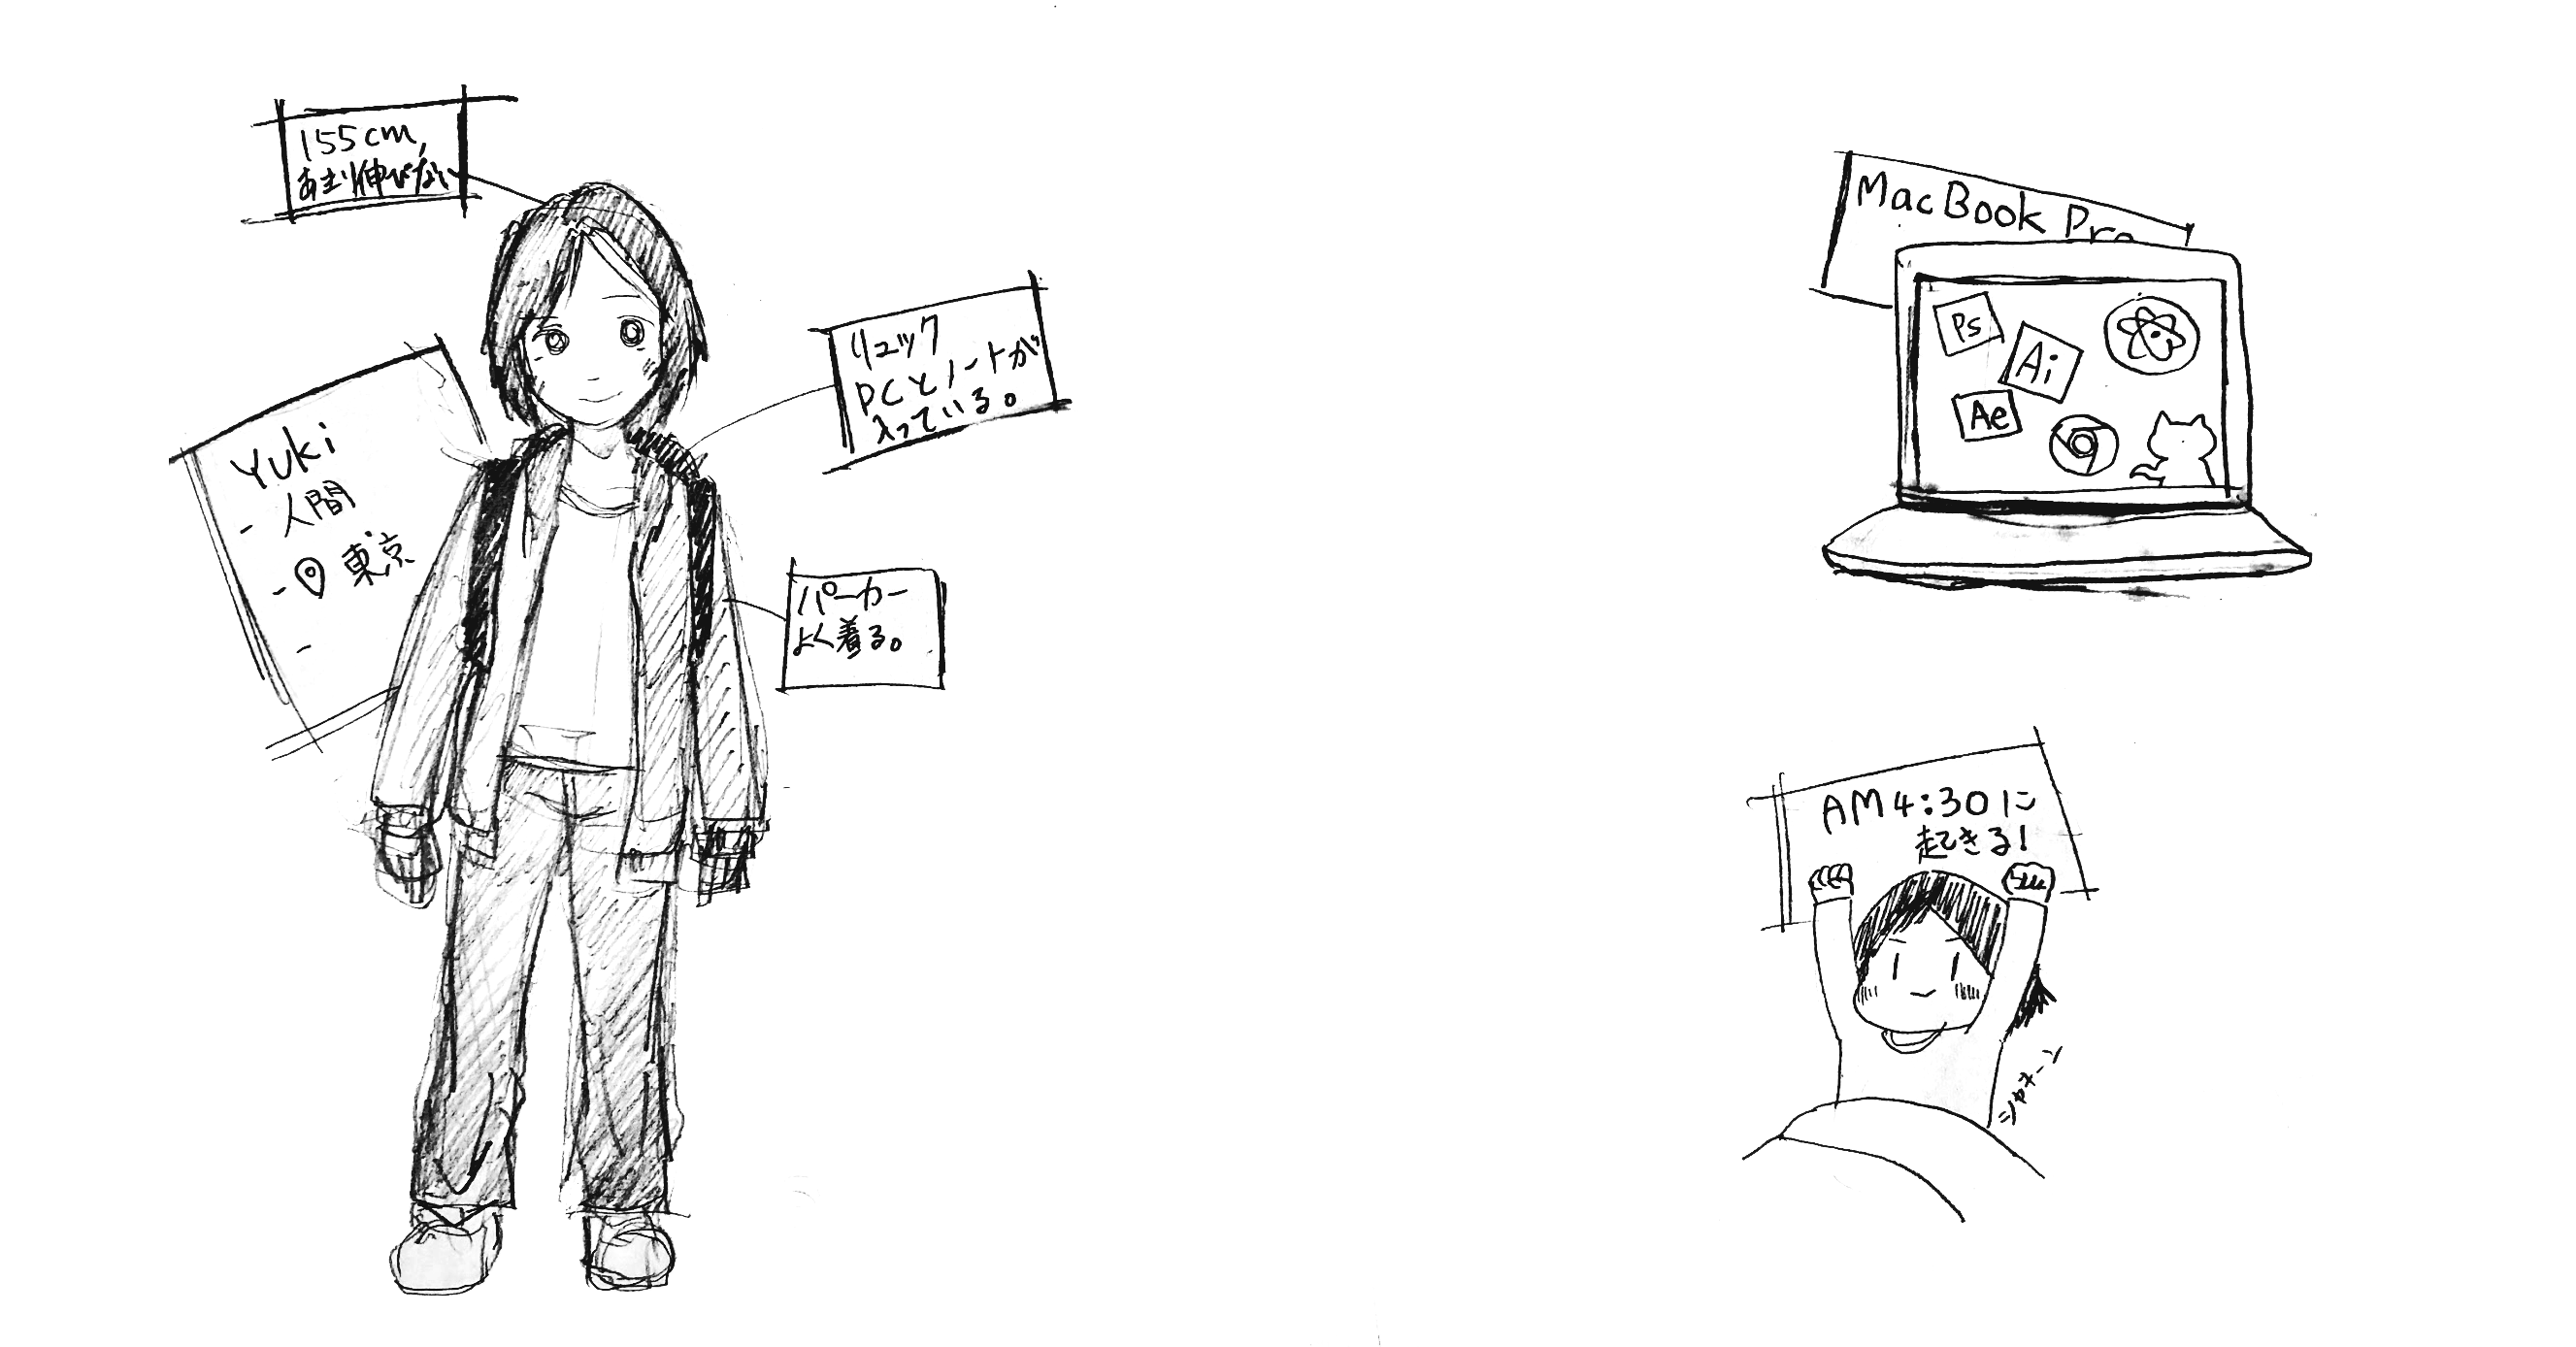 155cm,
あまり伸びない
Yuki
- 人間
- 東京
-
リュック
PCとノートが
入っている。
パーカー
よく着る。
MacBook Pro
Ps
Ai
Ae
AM4:30に
起きる!
シャキーン